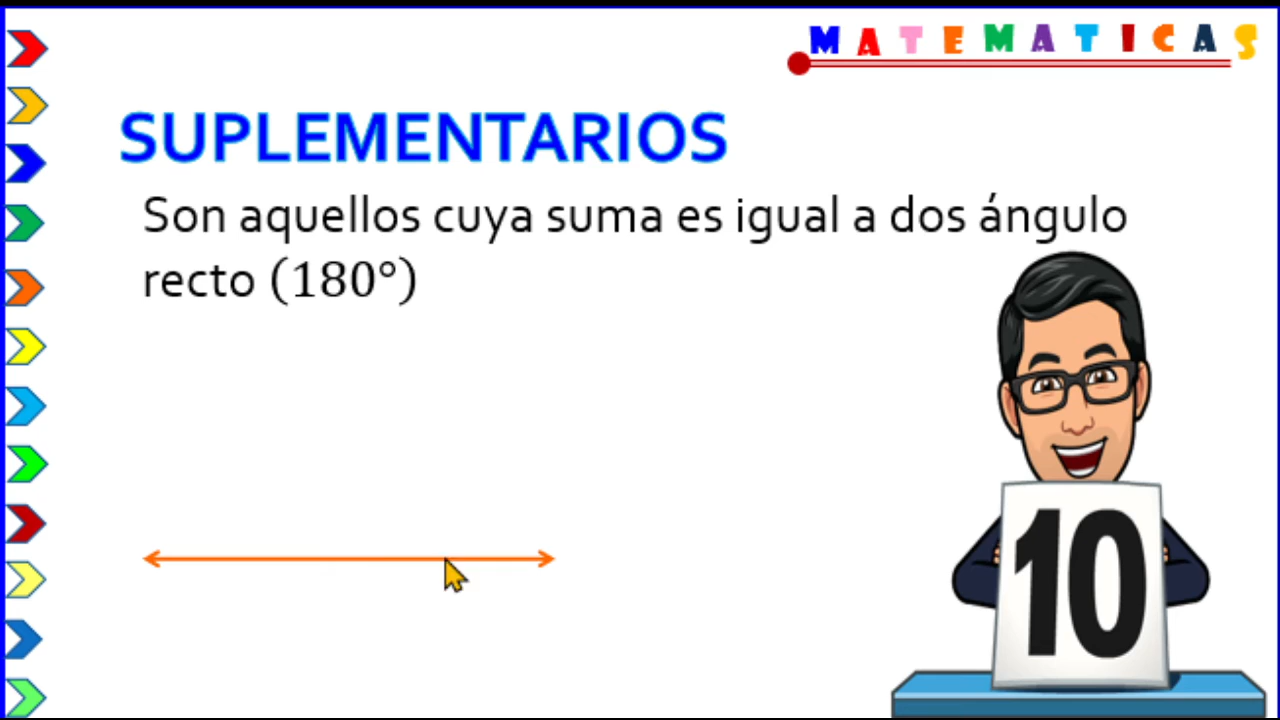 MATEMATICAS
SUPLEMENTARIOS
Son aquellos cuya suma es igual a dos ángulo
recto (180°)
10